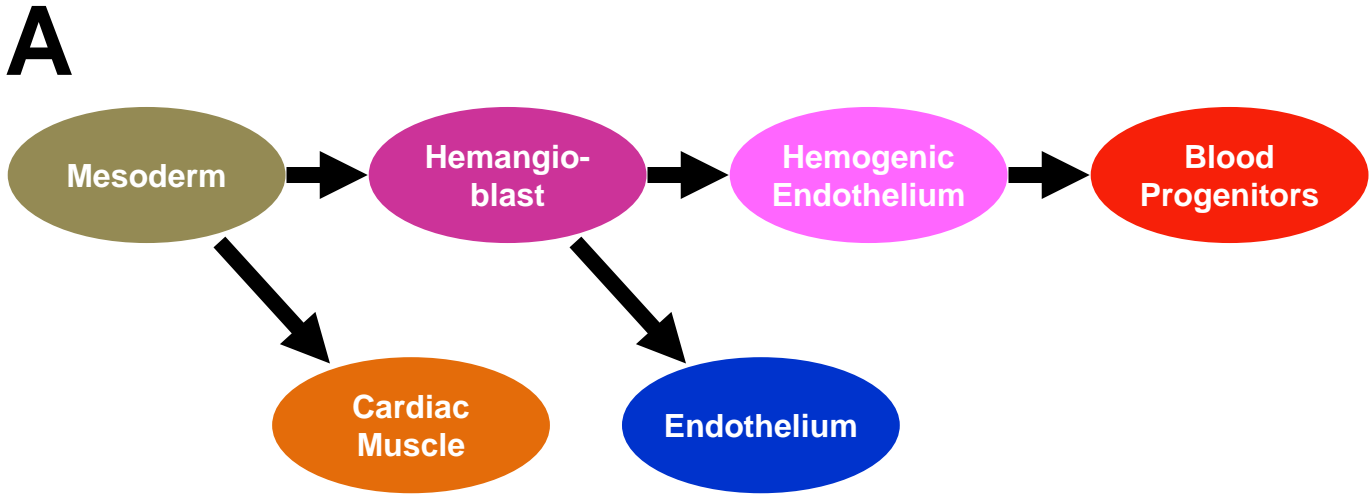 A
Mesoderm
Hemangio-
blast
Hemogenic
Endothelium
Blood
Progenitors
Cardiac
Muscle
Endothelium